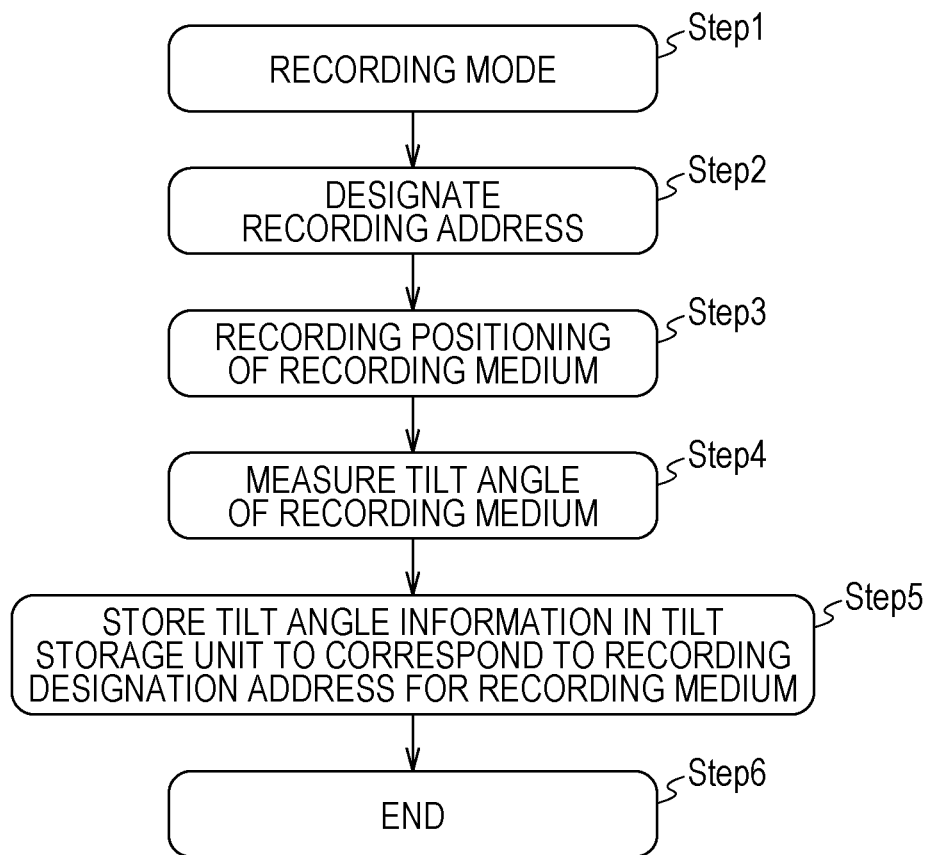 Step1
RECORDING MODE
Step2
DESIGNATE
RECORDING ADDRESS
Step3
RECORDING POSITIONING
OF RECORDING MEDIUM
Step4
MEASURE TILT ANGLE
OF RECORDING MEDIUM
Step5
STORE TILT ANGLE INFORMATION IN TILT
STORAGE UNIT TO CORRESPOND TO RECORDING
DESIGNATION ADDRESS FOR RECORDING MEDIUM
Step6
END